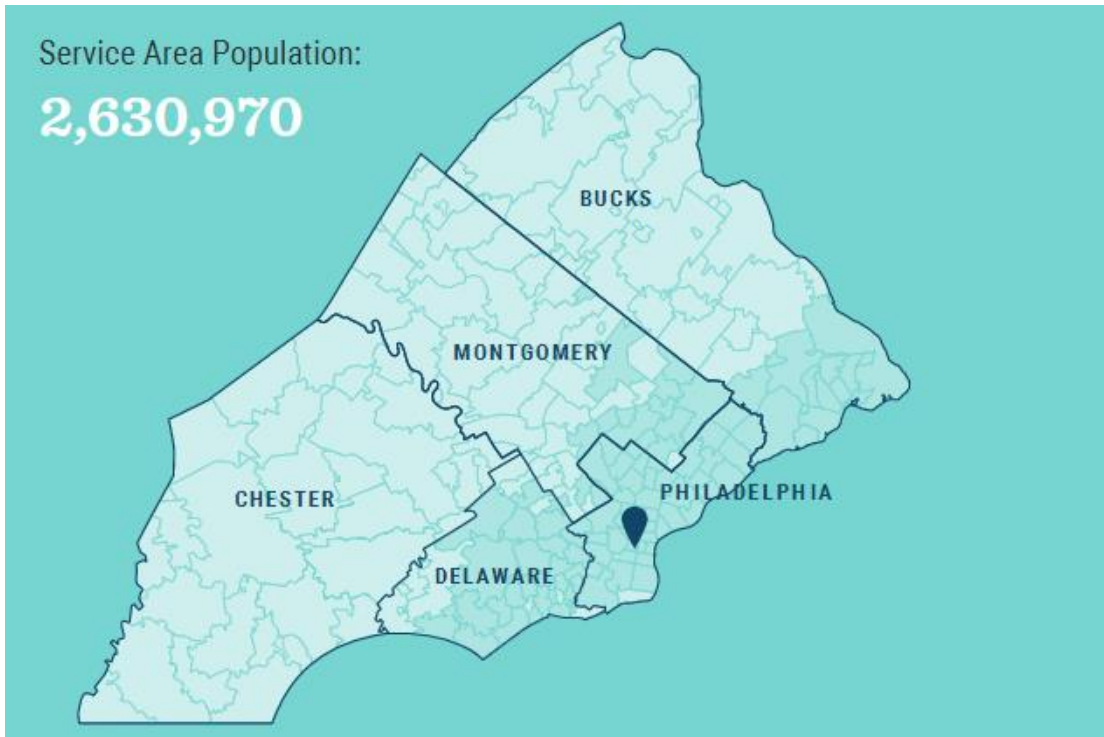 Service Area Population:
2,630,970
BUCKS
MONTGOMERY
CHESTER
PHILADELPHIA
DELAWARE